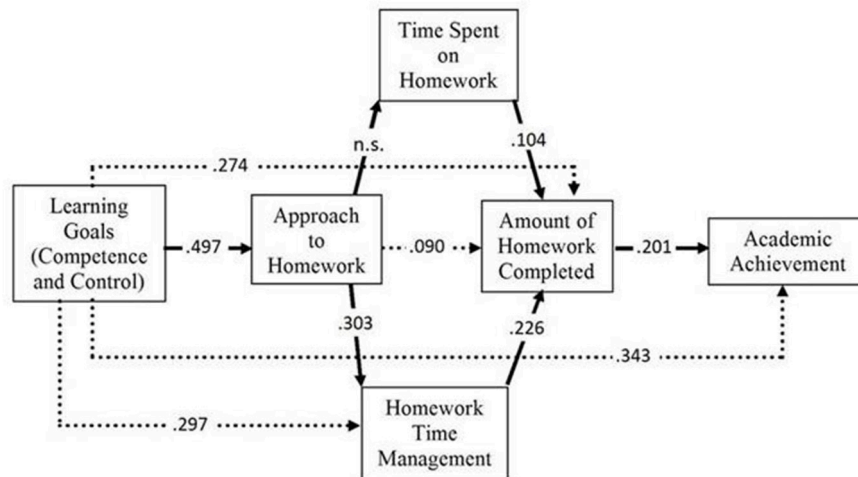 Time Spent
on
Homework
n.s.
.104
.274
Learning
Goals
(Competence
and Control)
.497
Approach
to
Homework
.090
Amount of
Homework
Completed
.201
Academic
Achievement
.303
.226
.343
.297
Homework
Time
Management